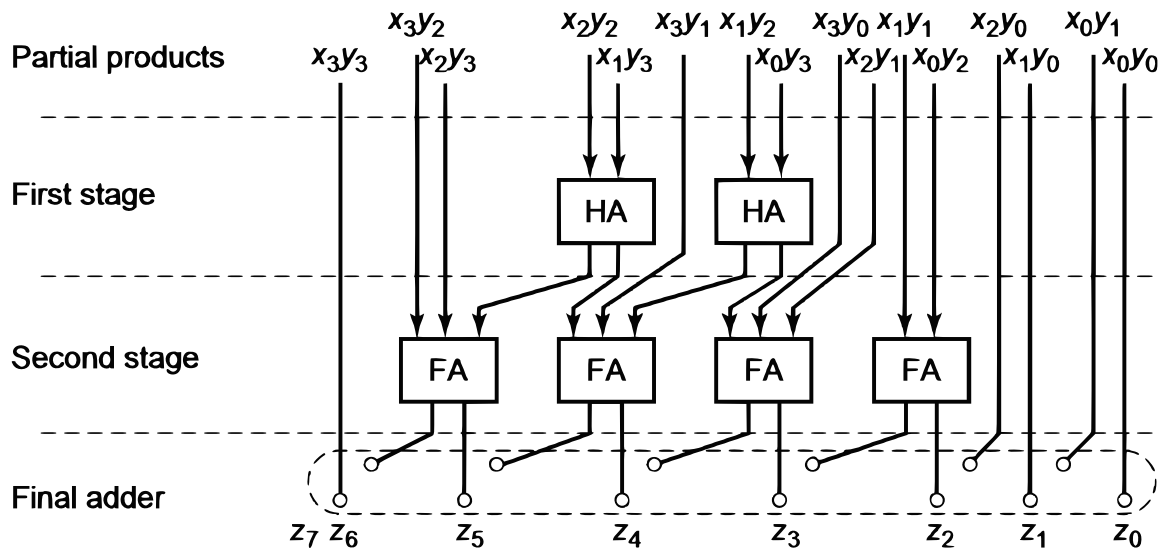 x₃y₂ x₂y₂ x₃y₁ x₁y₂ x₃y₀ x₁y₁ x₂y₀ x₀y₁
Partial products x₃y₃ x₂y₃ x₁y₃ x₀y₃ x₂y₁ x₀y₂ x₁y₀ x₀y₀
First stage HA HA
Second stage FA FA FA FA
Final adder
z₇ z₆ z₅ z₄ z₃ z₂ z₁ z₀